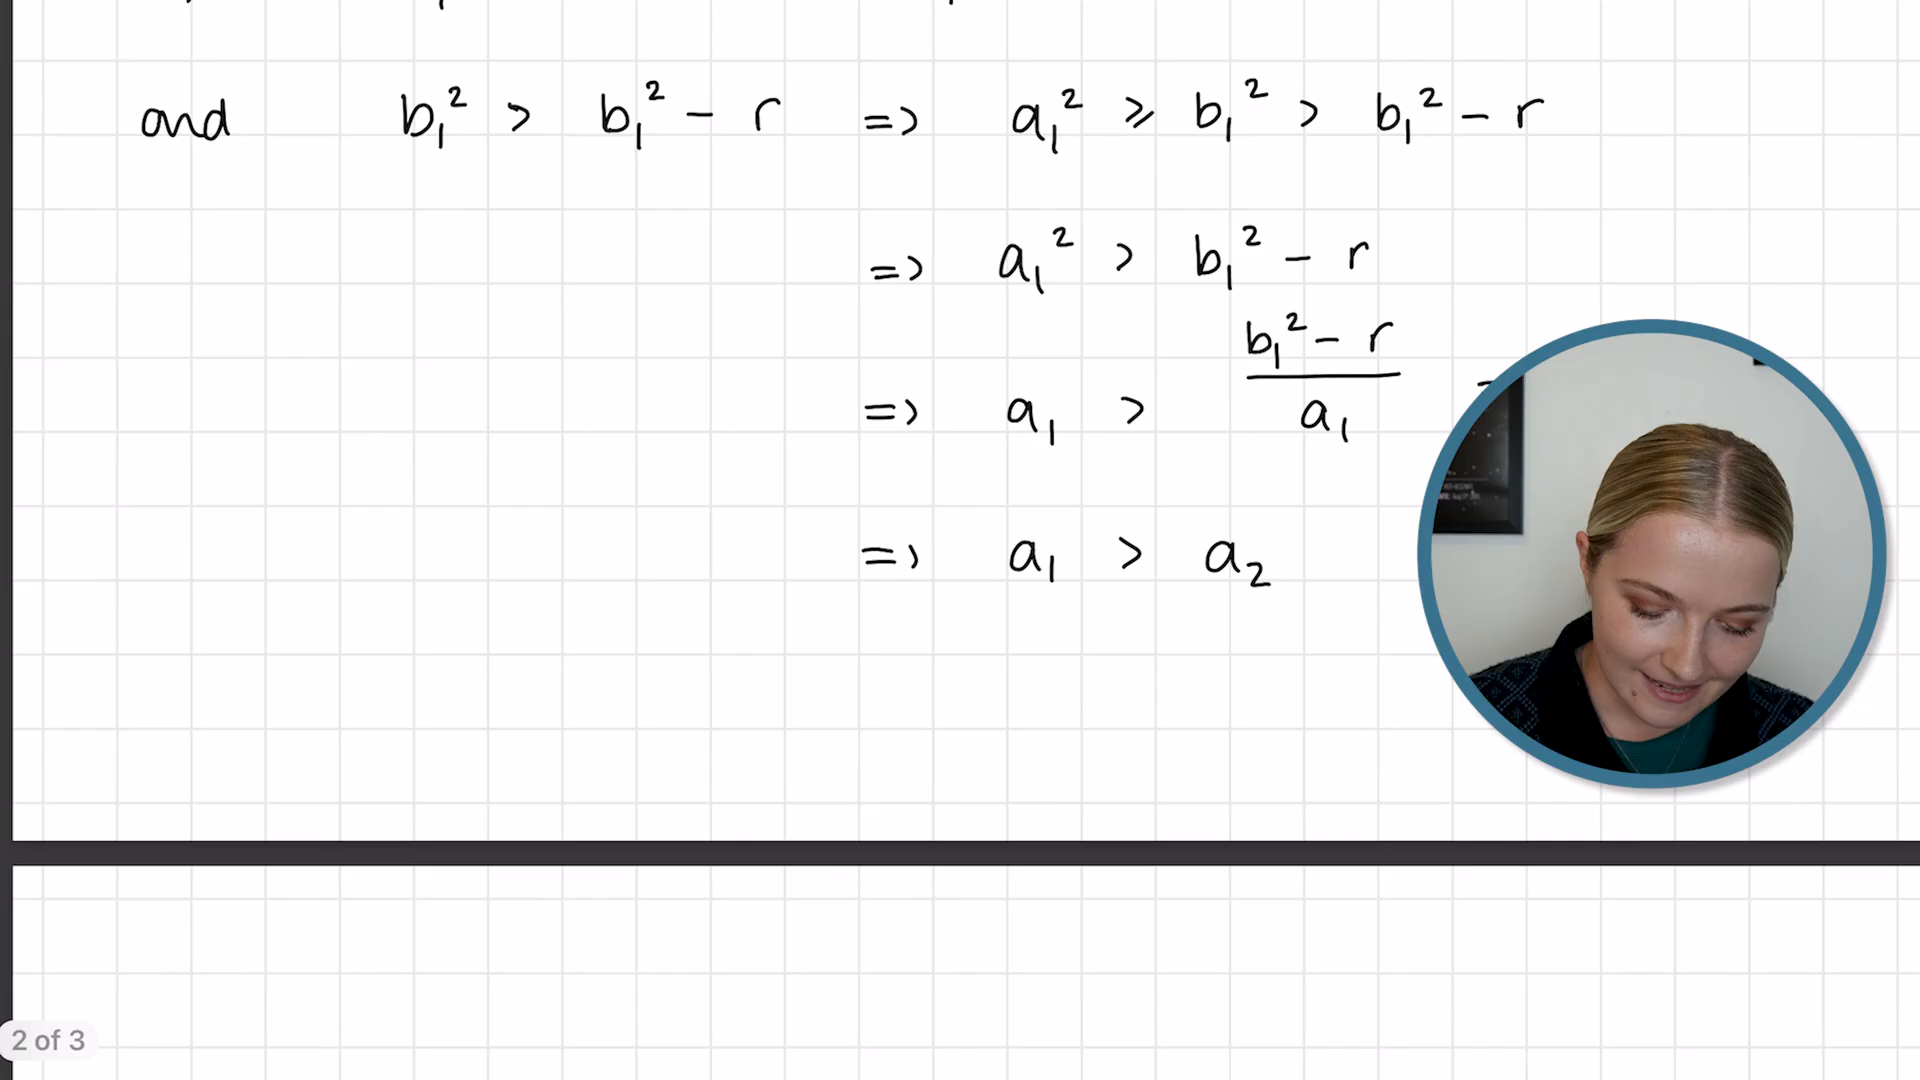 and b₁² > b₁² - r => a₁² ⩾ b₁² > b₁² - r
=> a₁² > b₁² - r
=> a₁ > (b₁² - r)/a₁
=> a₁ > a₂
2 of 3